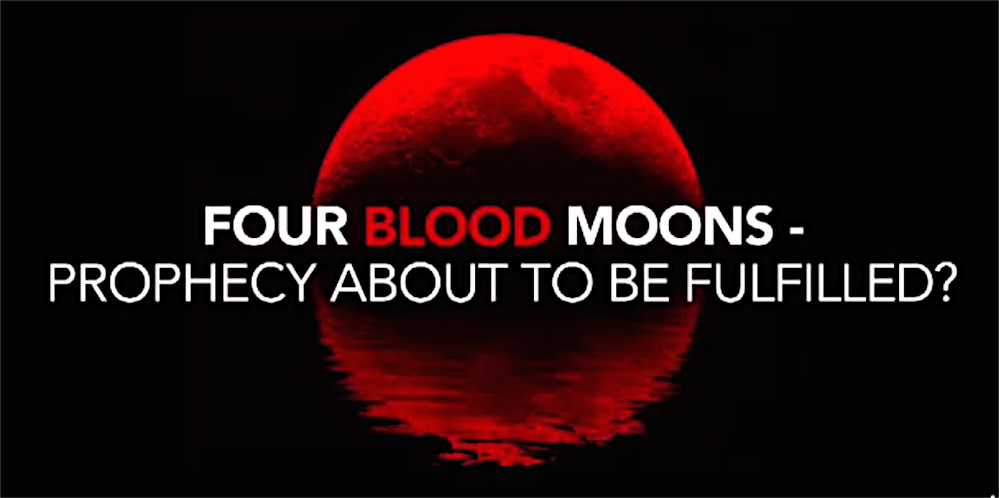 FOUR BLOOD MOONS -
PROPHECY ABOUT TO BE FULFILLED?